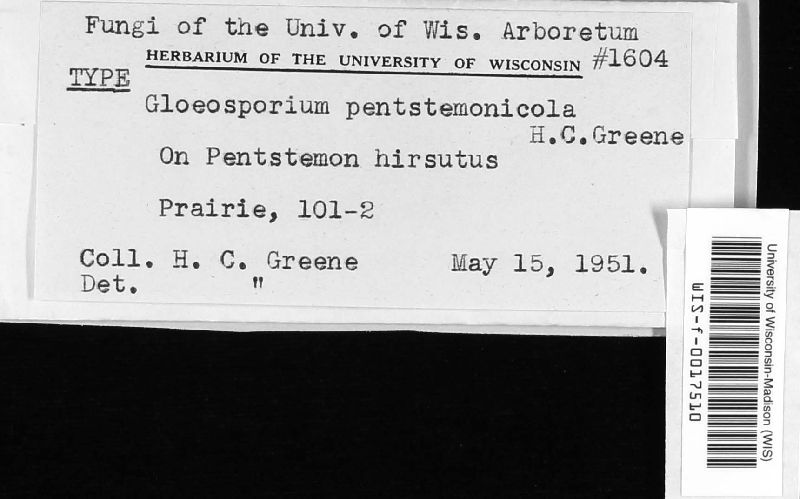 Fungi of the Univ. of Wis. Arboretum
HERBARIUM OF THE UNIVERSITY OF WISCONSIN #1604
TYPE
Gloeosporium pentstemonicola
H.C.Greene
On Pentstemon hirsutus
Prairie, 101-2
Coll. H. C. Greene May 15, 1951.
Det. "
University of Wisconsin-Madison (WIS)
WIS-f-0017510